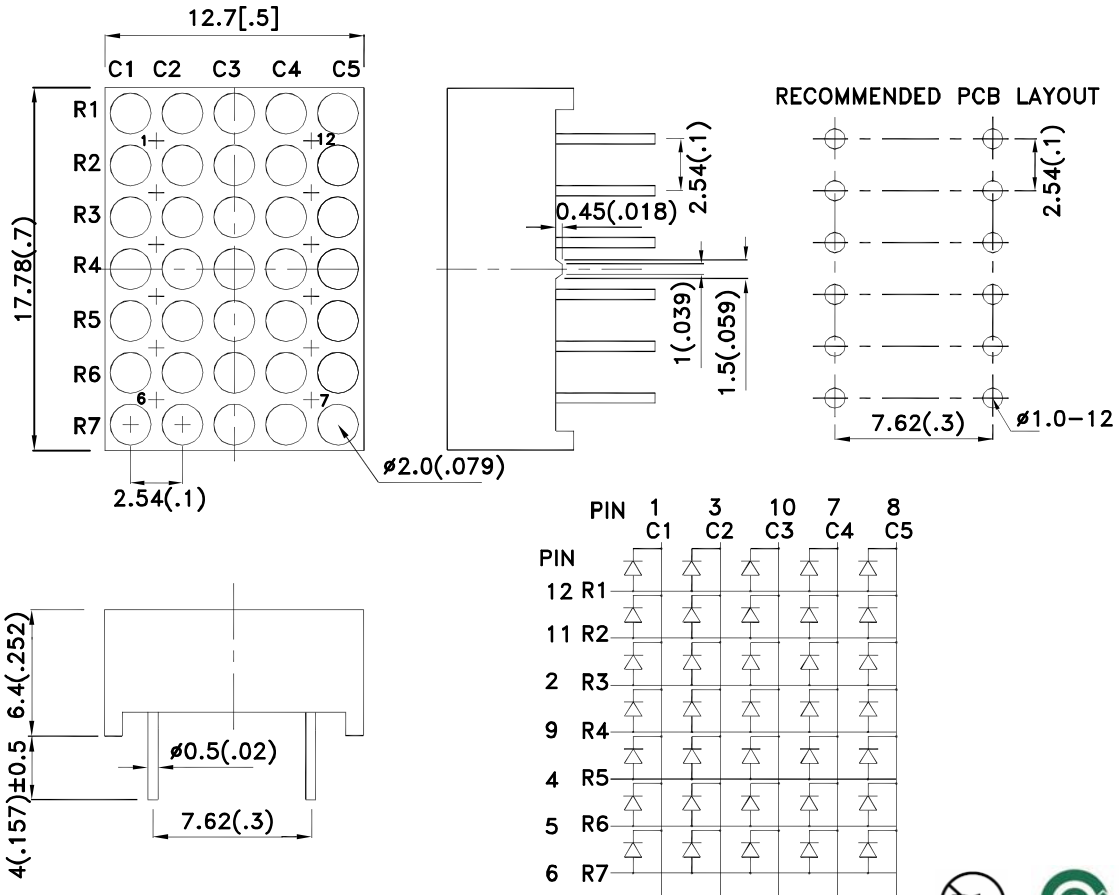 12.7[.5]
C1 C2 C3 C4 C5
R1
R2
R3
R4
R5
R6
R7
1
12
6
7
17.78(.7)
2.54(.1)
ø2.0(.079)
2.54(.1)
0.45(.018)
1(.039)
1.5(.059)
RECOMMENDED PCB LAYOUT
2.54(.1)
7.62(.3)
ø1.0-12
6.4(.252)
4(.157)±0.5
ø0.5(.02)
7.62(.3)
PIN 1 3 10 7 8
C1 C2 C3 C4 C5
PIN
12 R1
11 R2
2 R3
9 R4
4 R5
5 R6
6 R7